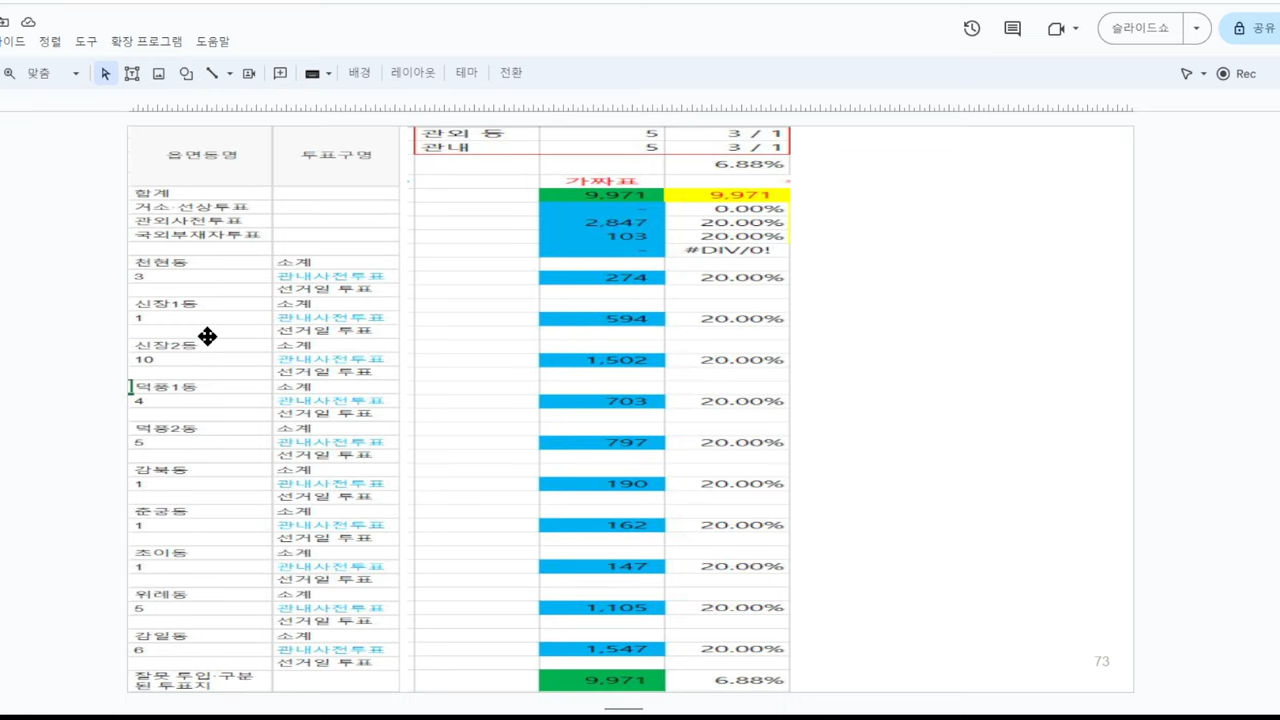 이드 정렬 도구 확장 프로그램 도움말
슬라이드쇼
공유
맞춤
배경 레이아웃 테마 전환
Rec
관외 등 5 3 / 1
읍면동명 투표구명 관내 5 3 / 1
6.88%
가짜표
합계 9,971 9,971
거소·선상투표 - 0.00%
관외사전투표 2,847 20.00%
국외부재자투표 103 20.00%
- #DIV/0!
천현동 소계
3 관내사전투표 274 20.00%
선거일 투표
신장1동 소계
1 관내사전투표 594 20.00%
선거일 투표
신장2동 소계
10 관내사전투표 1,502 20.00%
선거일 투표
덕풍1동 소계
4 관내사전투표 703 20.00%
선거일 투표
덕풍2동 소계
5 관내사전투표 797 20.00%
선거일 투표
감북동 소계
1 관내사전투표 190 20.00%
선거일 투표
춘궁동 소계
1 관내사전투표 162 20.00%
선거일 투표
초이동 소계
1 관내사전투표 147 20.00%
선거일 투표
위례동 소계
5 관내사전투표 1,105 20.00%
선거일 투표
감일동 소계
6 관내사전투표 1,547 20.00%
선거일 투표
잘못 투입·구분
된 투표지 9,971 6.88%
73